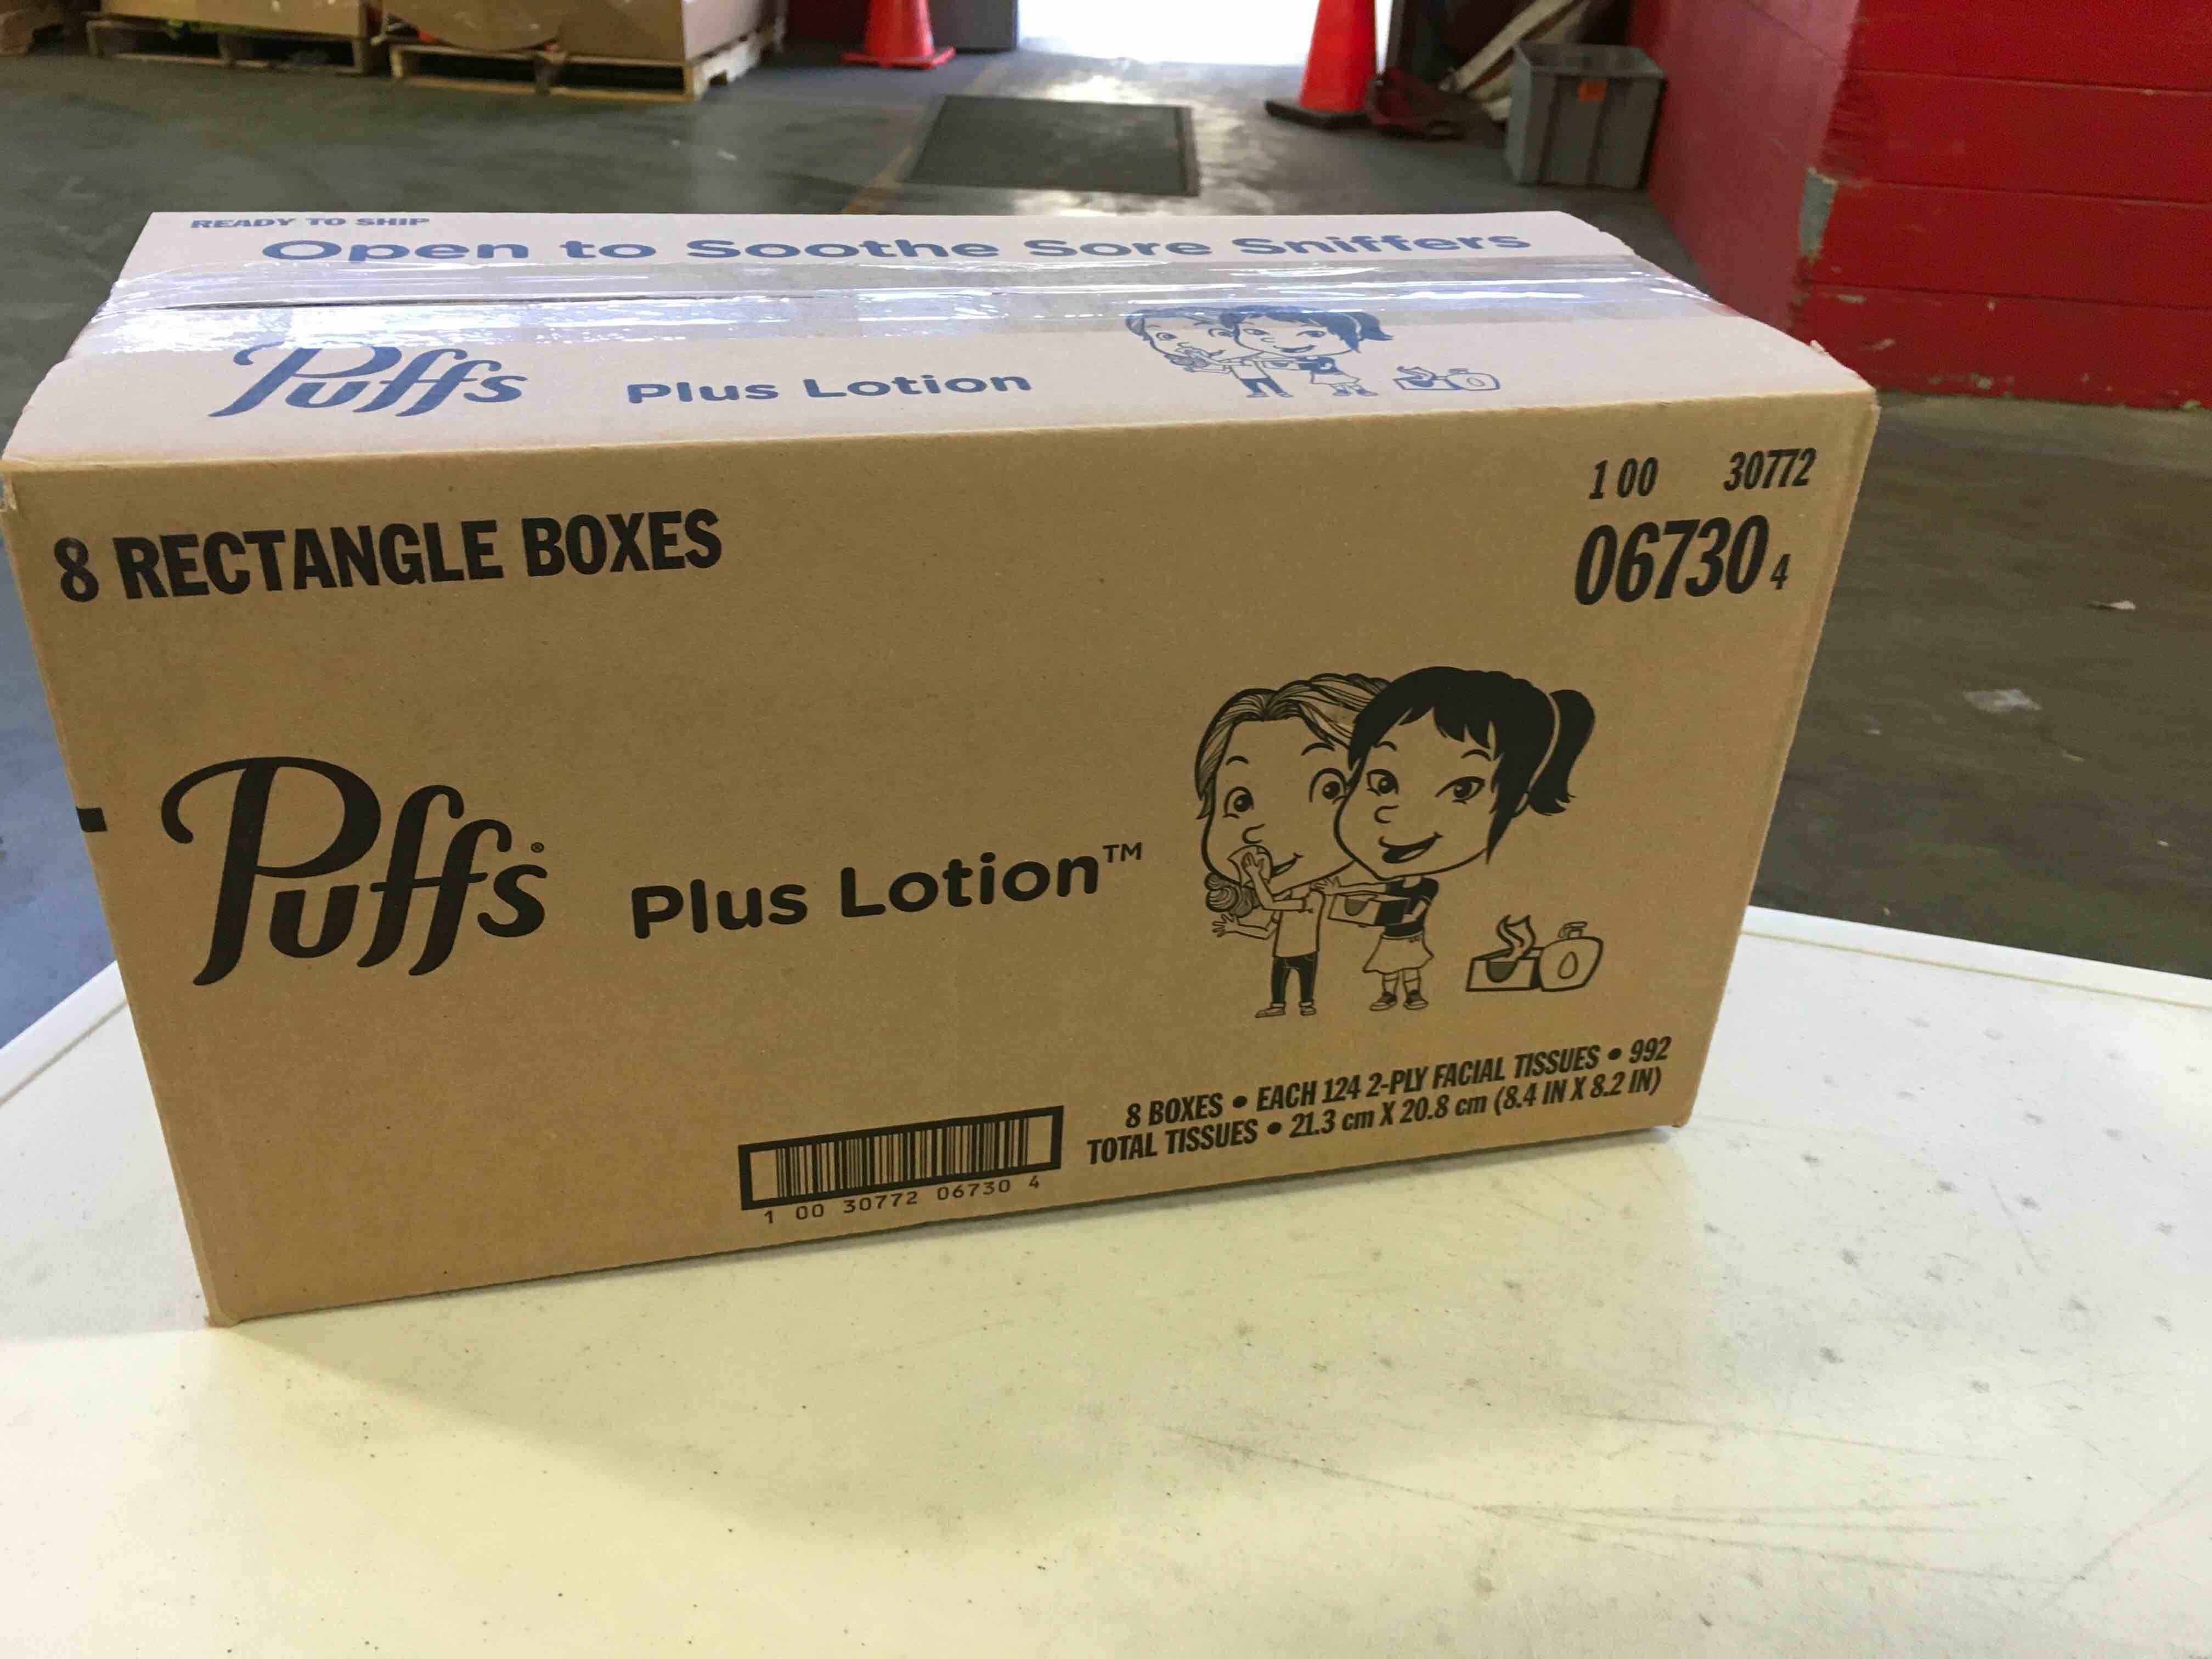 READY TO SHIP
Open to Soothe Sore Sniffers
Puffs Plus Lotion
1 00 30772
06730 4
8 RECTANGLE BOXES
Puffs® Plus Lotion™
8 BOXES • EACH 124 2-PLY FACIAL TISSUES • 992
TOTAL TISSUES • 21.3 cm X 20.8 cm (8.4 IN X 8.2 IN)
1 00 30772 06730 4